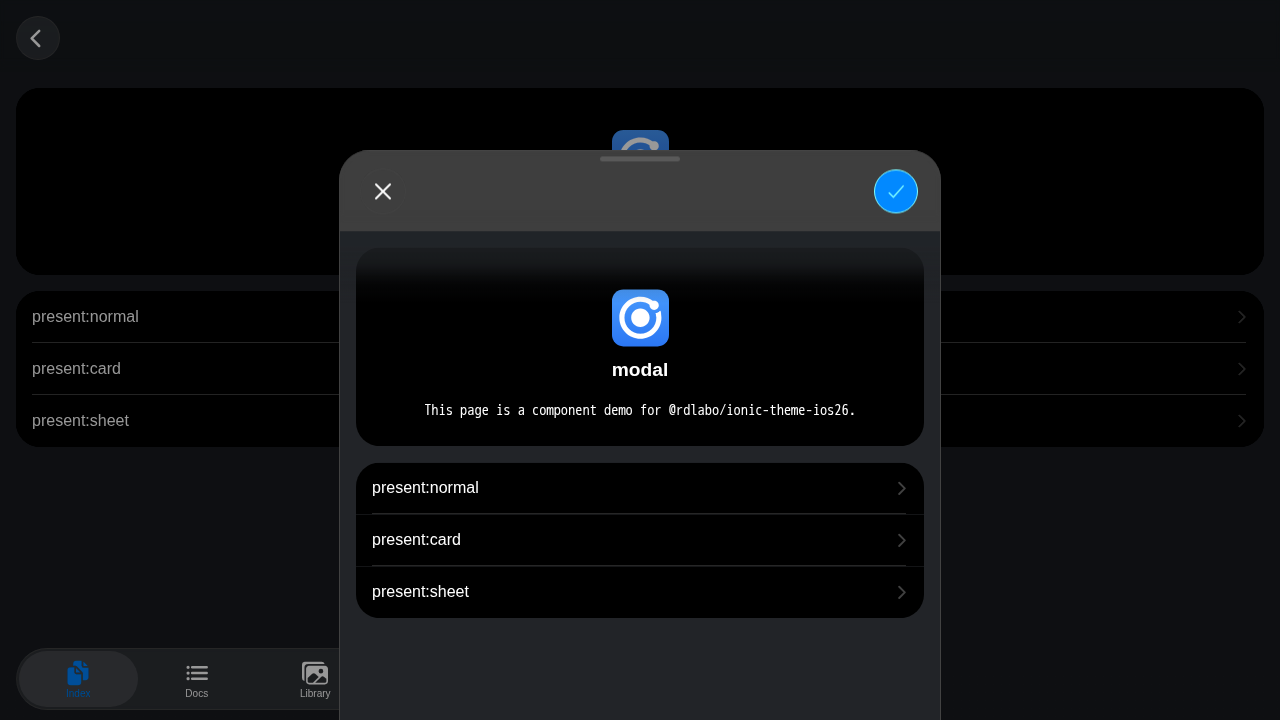 present:normal
present:card
present:sheet
modal
This page is a component demo for @rdlabo/ionic-theme-ios26.
present:normal
present:card
present:sheet
Index
Docs
Library